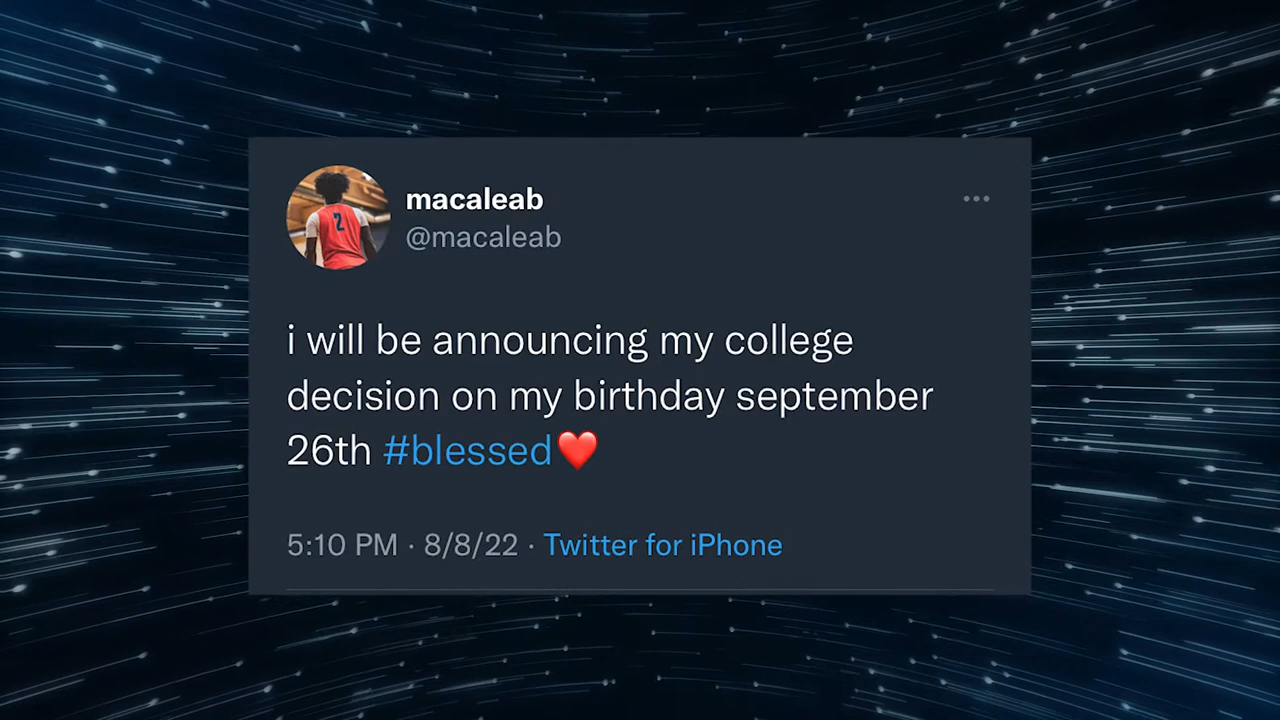 macaleab
@macaleab
2
i will be announcing my college
decision on my birthday september
26th #blessed❤️
5:10 PM · 8/8/22 · Twitter for iPhone